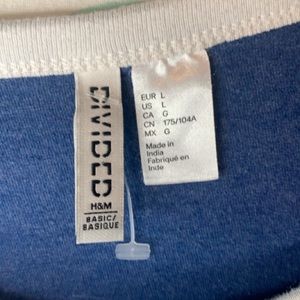 DIVIDED
H&M
BASIC/
BASIQUE
EUR L
US L
CA G
CN 175/104A
MX G
Made in
India
Fabriqué en
Inde